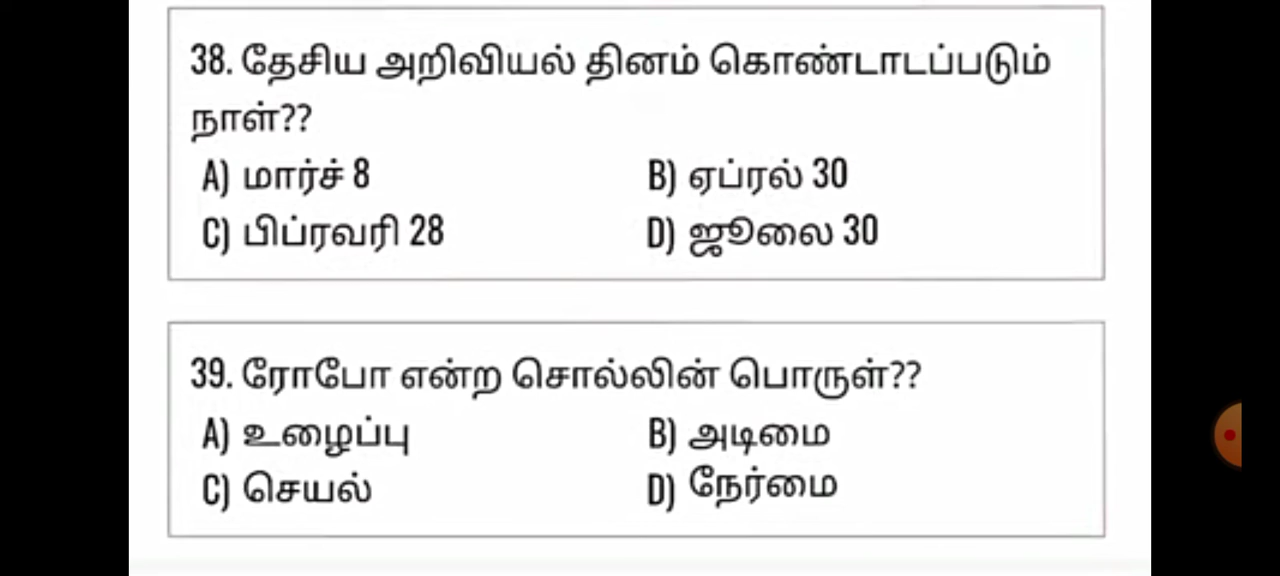 38. தேசிய அறிவியல் தினம் கொண்டாடப்படும்
நாள்??
A) மார்ச் 8 B) ஏப்ரல் 30
C) பிப்ரவரி 28 D) ஜூலை 30
39. ரோபோ என்ற சொல்லின் பொருள்??
A) உழைப்பு B) அடிமை
C) செயல் D) நேர்மை